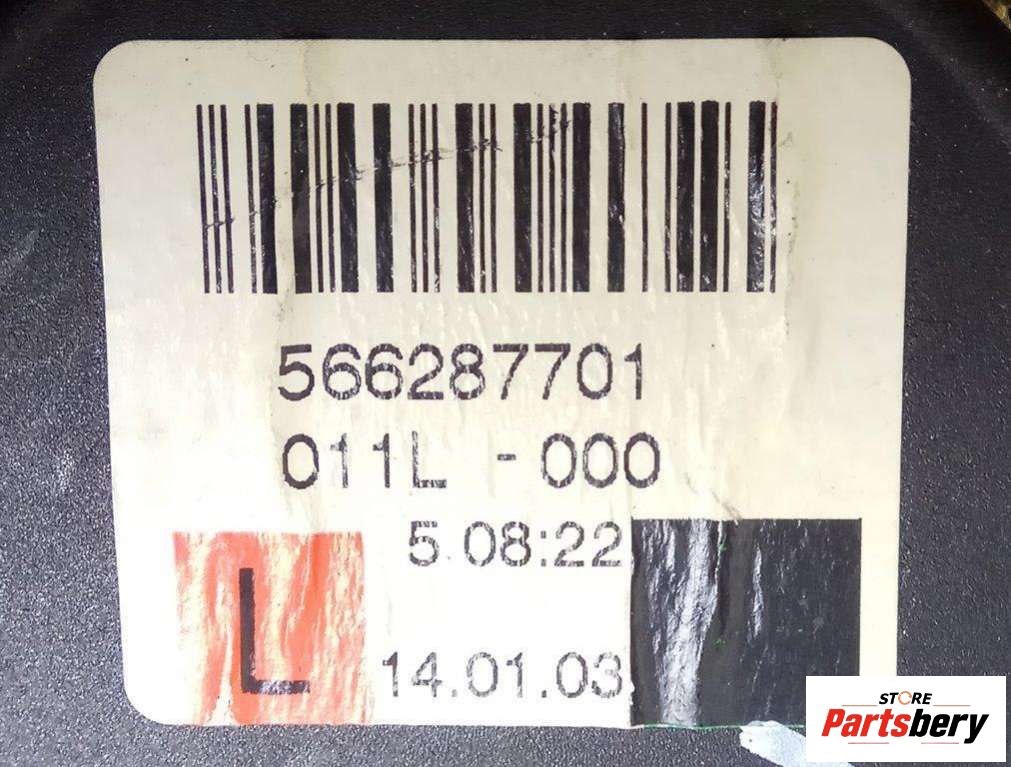 566287701
011L - 000
5 08:22
L
14.01.03
STORE
Partsbery